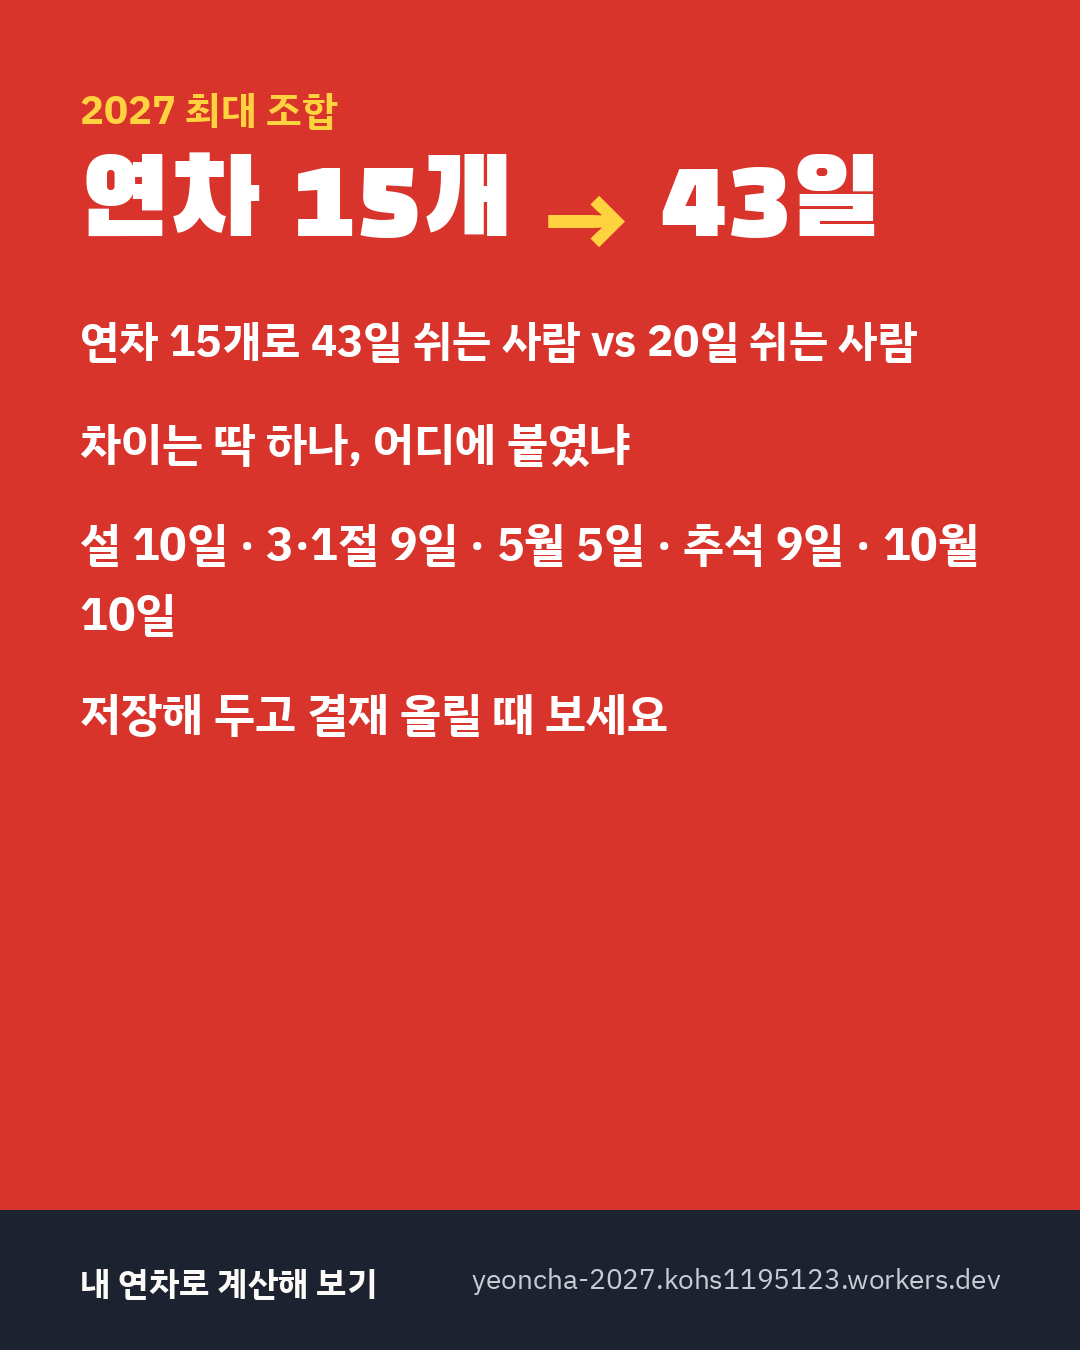 2027 최대 조합
연차 15개 → 43일
연차 15개로 43일 쉬는 사람 vs 20일 쉬는 사람
차이는 딱 하나, 어디에 붙였냐
설 10일 · 3·1절 9일 · 5월 5일 · 추석 9일 · 10월
10일
저장해 두고 결재 올릴 때 보세요
내 연차로 계산해 보기
yeoncha-2027.kohs1195123.workers.dev